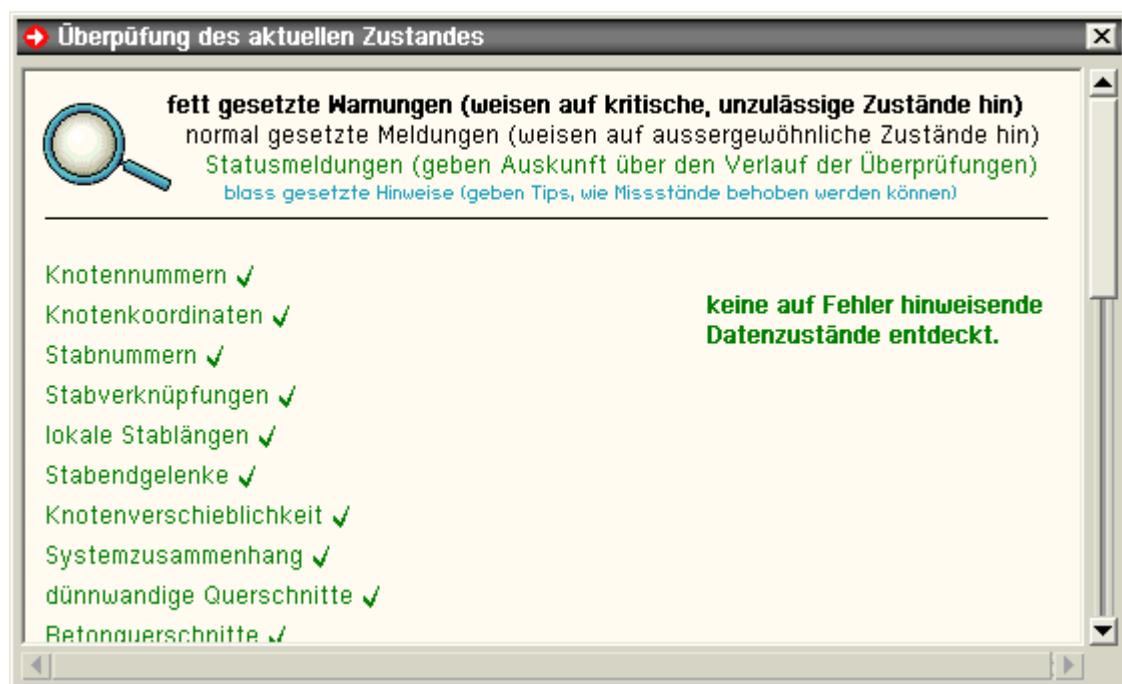 Überpüfung des aktuellen Zustandes
fett gesetzte Warnungen (weisen auf kritische, unzulässige Zustände hin)
normal gesetzte Meldungen (weisen auf aussergewöhnliche Zustände hin)
Statusmeldungen (geben Auskunft über den Verlauf der Überprüfungen)
blass gesetzte Hinweise (geben Tips, wie Missstände behoben werden können)
Knotennummern ✓
Knotenkoordinaten ✓
Stabnummern ✓
Stabverknüpfungen ✓
lokale Stablängen ✓
Stabendgelenke ✓
Knotenverschieblichkeit ✓
Systemzusammenhang ✓
dünnwandige Querschnitte ✓
Betonquerschnitte ✓
keine auf Fehler hinweisende
Datenzustände entdeckt.